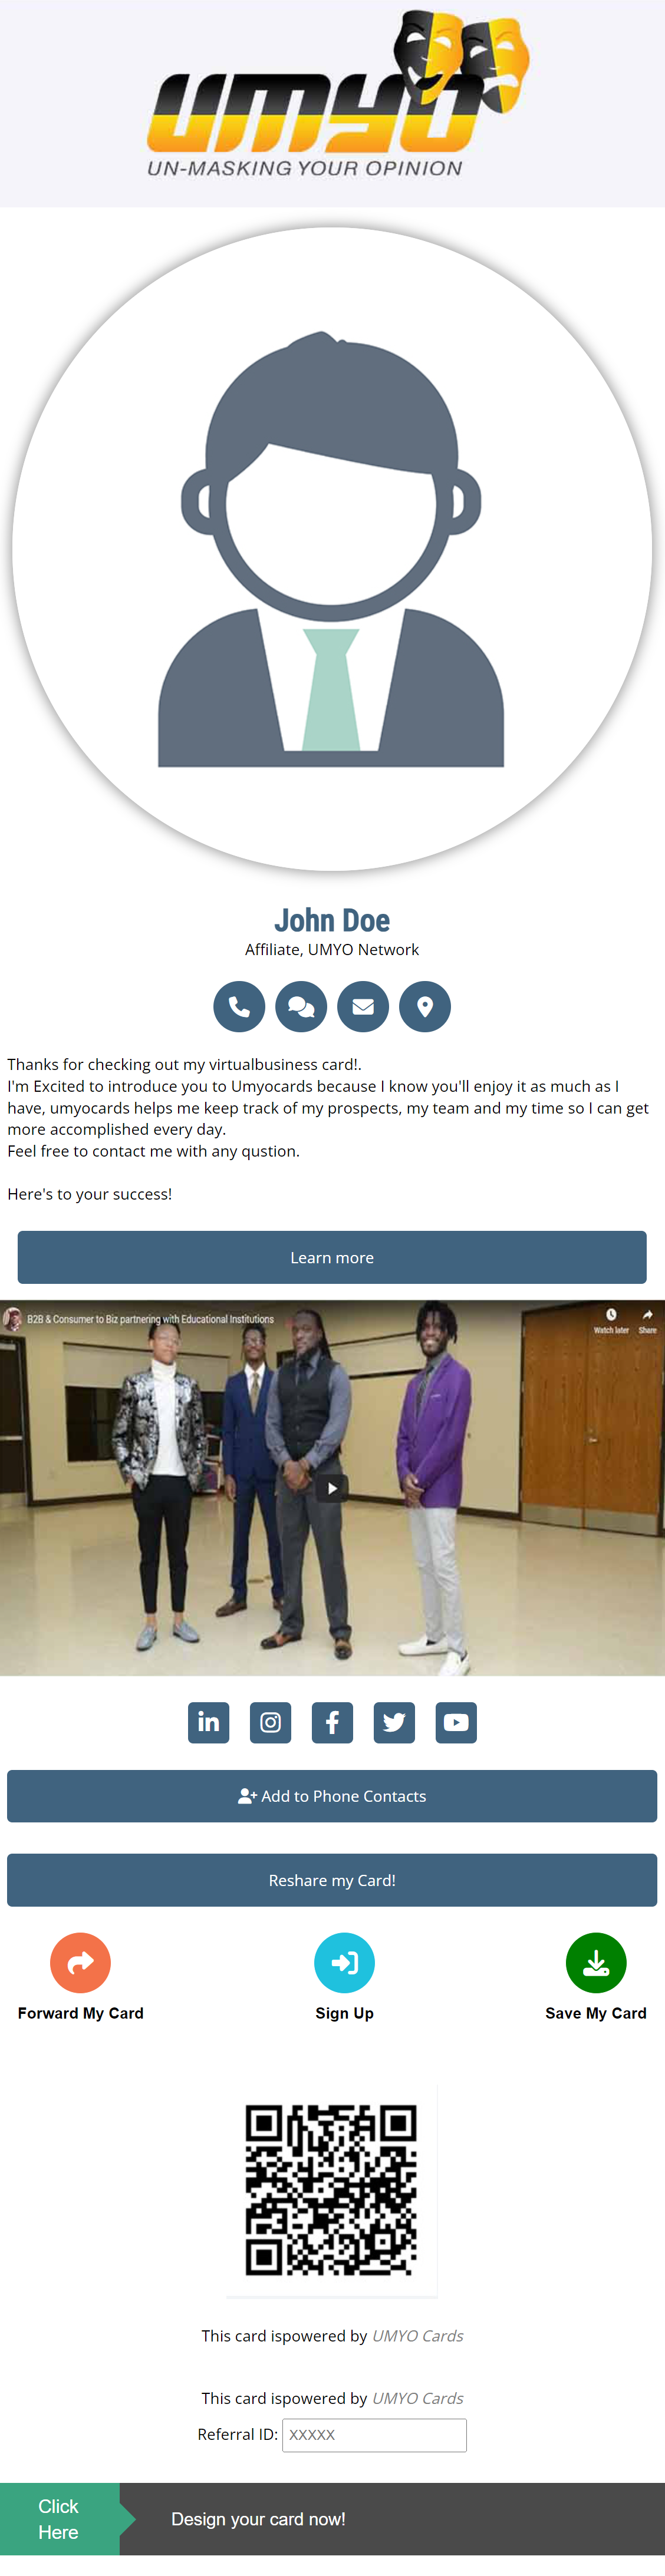 UMYO
UN-MASKING YOUR OPINION
John Doe
Affiliate, UMYO Network
Thanks for checking out my virtualbusiness card!.
I'm Excited to introduce you to Umyocards because I know you'll enjoy it as much as I
have, umyocards helps me keep track of my prospects, my team and my time so I can get
more accomplished every day.
Feel free to contact me with any qustion.
Here's to your success!
Learn more
B2B & Consumer to Biz partnering with Educational Institutions
Watch later Share
Add to Phone Contacts
Reshare my Card!
Forward My Card Sign Up Save My Card
This card ispowered by UMYO Cards
This card ispowered by UMYO Cards
Referral ID: XXXXX
Click
Here
Design your card now!